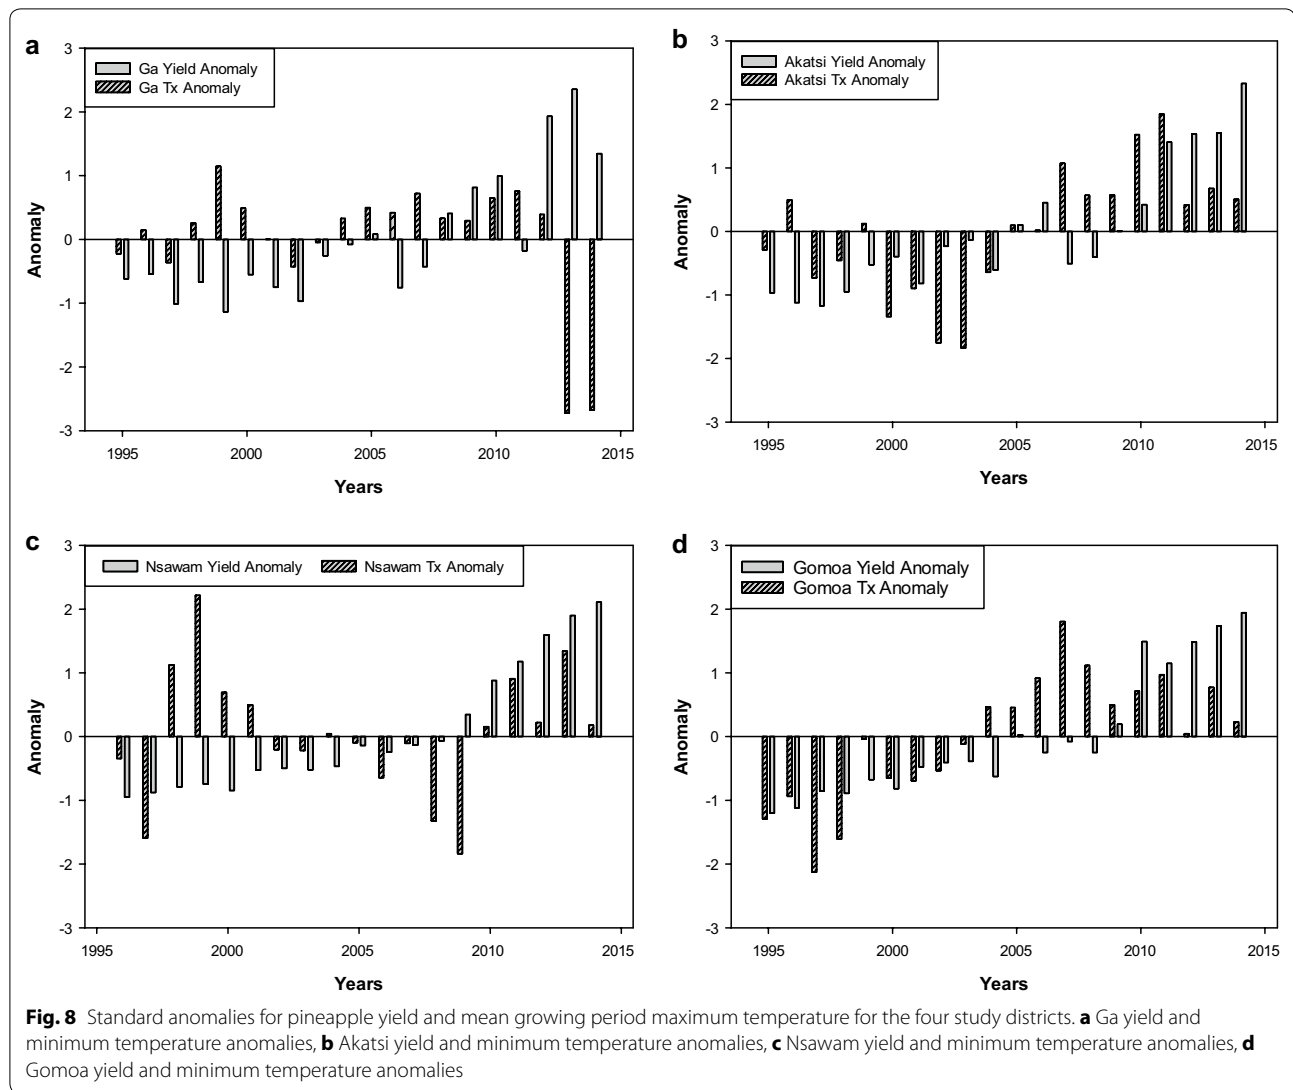 a
3
2
1
0
-1
-2
-3
Anomaly
Ga Yield Anomaly
Ga Tx Anomaly
1995 2000 2005 2010 2015
Years
b
3
2
1
0
-1
-2
-3
Anomaly
Akatsi Yield Anomaly
Akatsi Tx Anomaly
1995 2000 2005 2010 2015
Years
c
3
2
1
0
-1
-2
-3
Anomaly
Nsawam Yield Anomaly Nsawam Tx Anomaly
1995 2000 2005 2010 2015
Years
d
3
2
1
0
-1
-2
-3
Anomaly
Gomoa Yield Anomaly
Gomoa Tx Anomaly
1995 2000 2005 2010 2015
Years
Fig. 8 Standard anomalies for pineapple yield and mean growing period maximum temperature for the four study districts. a Ga yield and
minimum temperature anomalies, b Akatsi yield and minimum temperature anomalies, c Nsawam yield and minimum temperature anomalies, d
Gomoa yield and minimum temperature anomalies